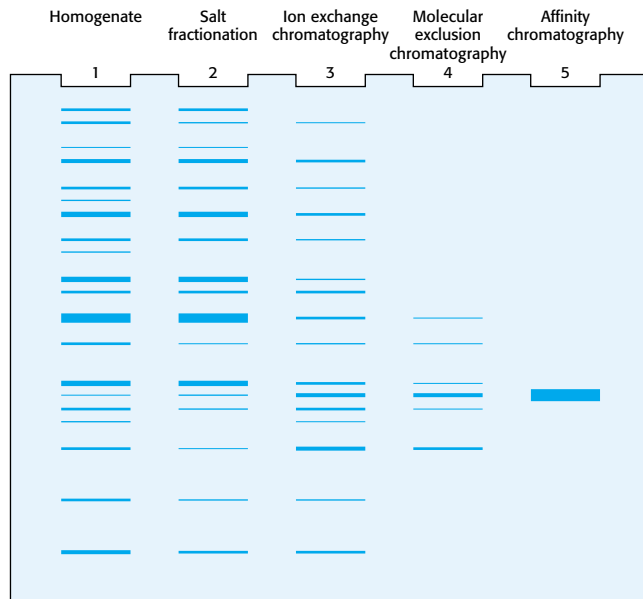 Homogenate
Salt
fractionation
Ion exchange
chromatography
Molecular
exclusion
chromatography
Affinity
chromatography
1
2
3
4
5